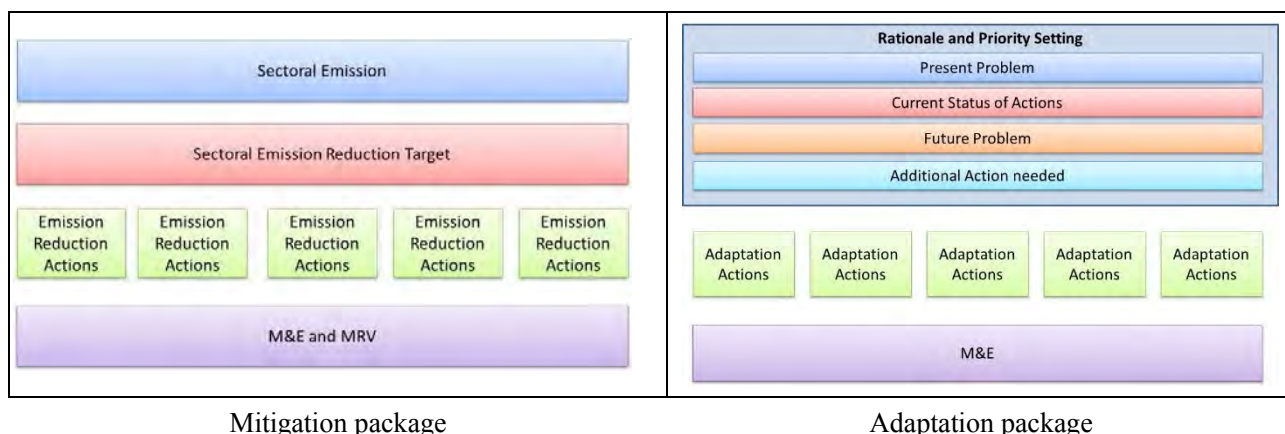 Sectoral Emission
Sectoral Emission Reduction Target
Emission
Reduction
Actions
Emission
Reduction
Actions
Emission
Reduction
Actions
Emission
Reduction
Actions
Emission
Reduction
Actions
M&E and MRV
Mitigation package
Rationale and Priority Setting
Present Problem
Current Status of Actions
Future Problem
Additional Action needed
Adaptation
Actions
Adaptation
Actions
Adaptation
Actions
Adaptation
Actions
Adaptation
Actions
M&E
Adaptation package